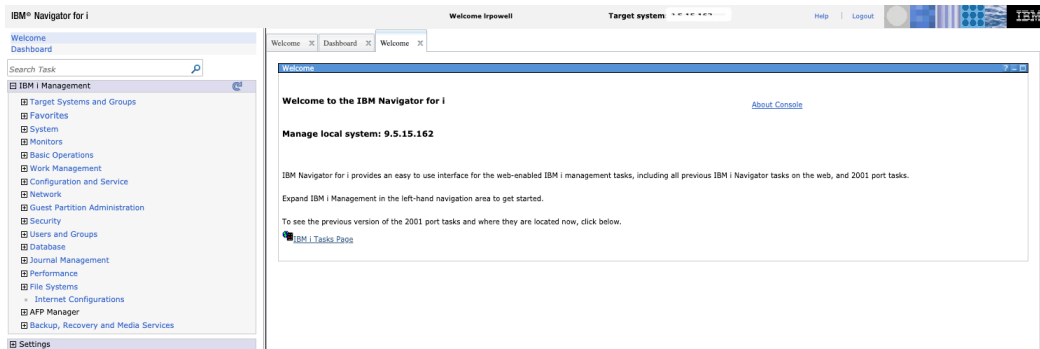 IBM® Navigator for i
Welcome lrpowell
Target system:
Help
Logout
IBM
Welcome
Dashboard
Search Task
IBM i Management
Target Systems and Groups
Favorites
System
Monitors
Basic Operations
Work Management
Configuration and Service
Network
Guest Partition Administration
Security
Users and Groups
Database
Journal Management
Performance
File Systems
Internet Configurations
AFP Manager
Backup, Recovery and Media Services
Settings
Welcome
Dashboard
Welcome
Welcome
Welcome to the IBM Navigator for i
About Console
Manage local system: 9.5.15.162
IBM Navigator for i provides an easy to use interface for the web-enabled IBM i management tasks, including all previous IBM i Navigator tasks on the web, and 2001 port tasks.
Expand IBM i Management in the left-hand navigation area to get started.
To see the previous version of the 2001 port tasks and where they are located now, click below.
IBM i Tasks Page